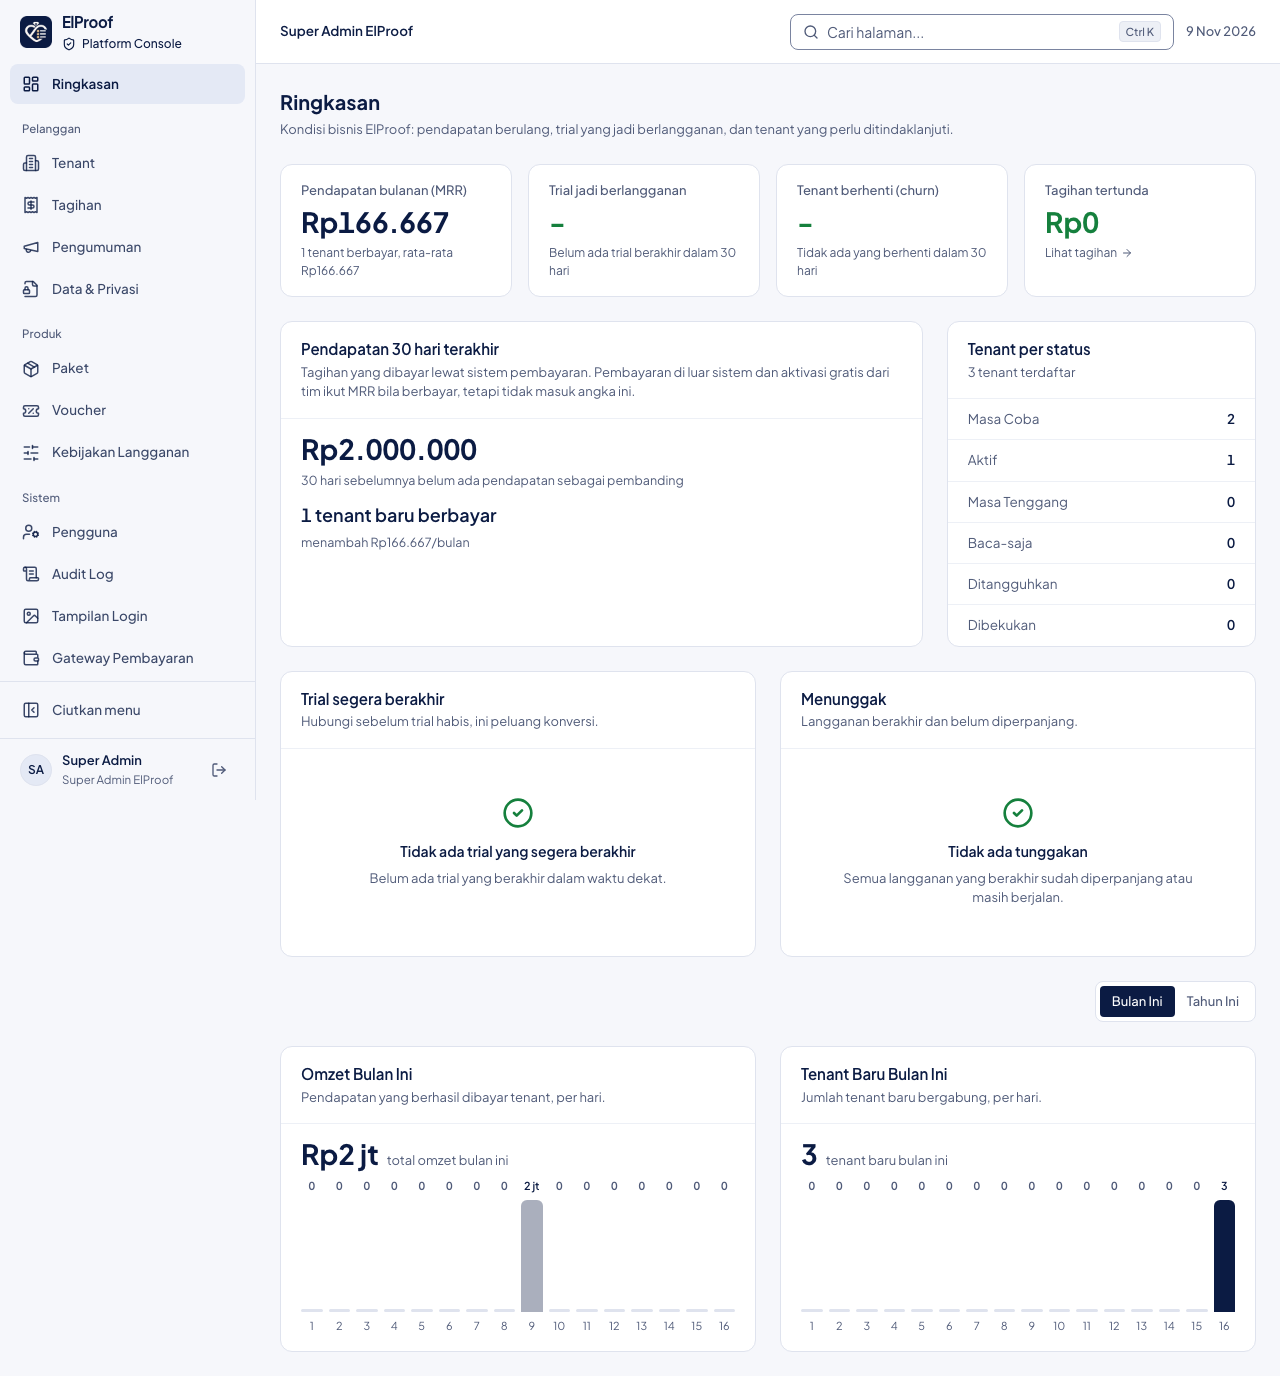 ElProof
Platform Console
Super Admin ElProof
Cari halaman...
Ctrl K
9 Nov 2026
Ringkasan
Pelanggan
Tenant
Tagihan
Pengumuman
Data & Privasi
Produk
Paket
Voucher
Kebijakan Langganan
Sistem
Pengguna
Audit Log
Tampilan Login
Gateway Pembayaran
Ciutkan menu
SA
Super Admin
Super Admin ElProof
Ringkasan
Kondisi bisnis ElProof: pendapatan berulang, trial yang jadi berlangganan, dan tenant yang perlu ditindaklanjuti.
Pendapatan bulanan (MRR)
Rp166.667
1 tenant berbayar, rata-rata
Rp166.667
Trial jadi berlangganan
–
Belum ada trial berakhir dalam 30
hari
Tenant berhenti (churn)
–
Tidak ada yang berhenti dalam 30
hari
Tagihan tertunda
Rp0
Lihat tagihan →
Pendapatan 30 hari terakhir
Tagihan yang dibayar lewat sistem pembayaran. Pembayaran di luar sistem dan aktivasi gratis dari
tim ikut MRR bila berbayar, tetapi tidak masuk angka ini.
Rp2.000.000
30 hari sebelumnya belum ada pendapatan sebagai pembanding
1 tenant baru berbayar
menambah Rp166.667/bulan
Tenant per status
3 tenant terdaftar
Masa Coba 2
Aktif 1
Masa Tenggang 0
Baca-saja 0
Ditangguhkan 0
Dibekukan 0
Trial segera berakhir
Hubungi sebelum trial habis, ini peluang konversi.
Tidak ada trial yang segera berakhir
Belum ada trial yang berakhir dalam waktu dekat.
Menunggak
Langganan berakhir dan belum diperpanjang.
Tidak ada tunggakan
Semua langganan yang berakhir sudah diperpanjang atau
masih berjalan.
Bulan Ini Tahun Ini
Omzet Bulan Ini
Pendapatan yang berhasil dibayar tenant, per hari.
Rp2 jt total omzet bulan ini
0 0 0 0 0 0 0 0 2 jt 0 0 0 0 0 0 0
1 2 3 4 5 6 7 8 9 10 11 12 13 14 15 16
Tenant Baru Bulan Ini
Jumlah tenant baru bergabung, per hari.
3 tenant baru bulan ini
0 0 0 0 0 0 0 0 0 0 0 0 0 0 0 3
1 2 3 4 5 6 7 8 9 10 11 12 13 14 15 16